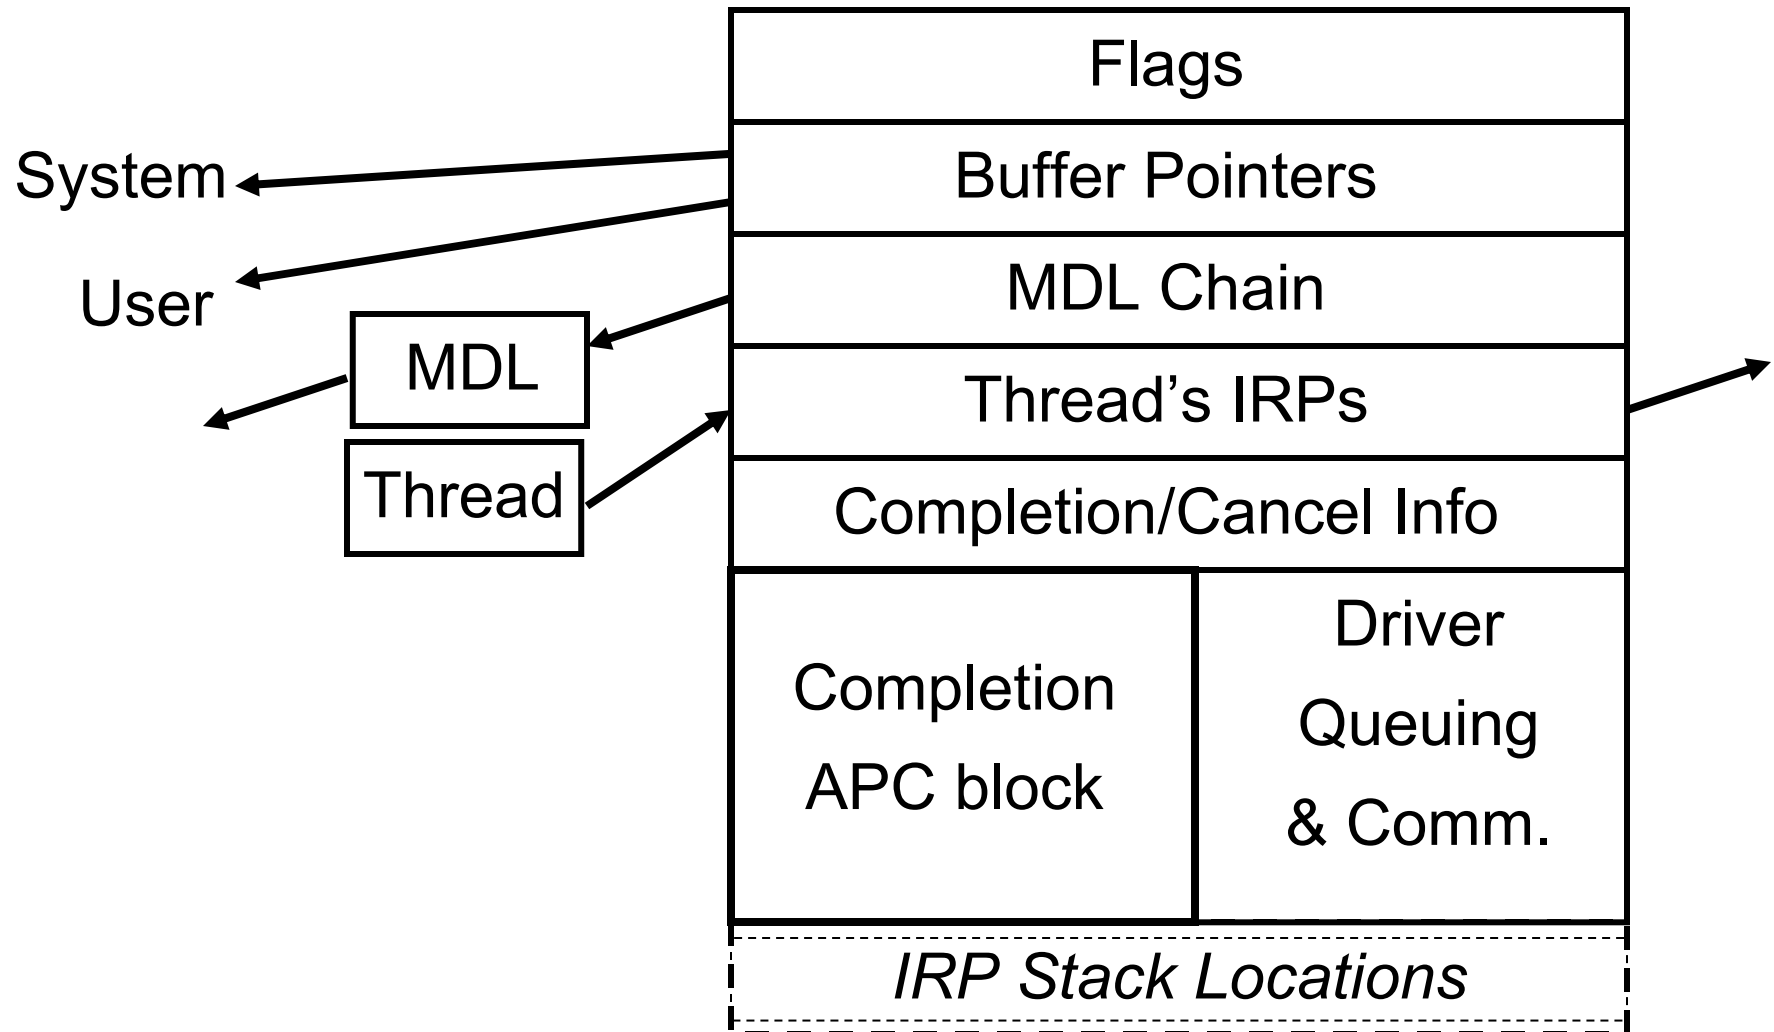 Flags
System
Buffer Pointers
User
MDL Chain
MDL
Thread’s IRPs
Thread
Completion/Cancel Info
Completion
APC block
Driver
Queuing
& Comm.
IRP Stack Locations